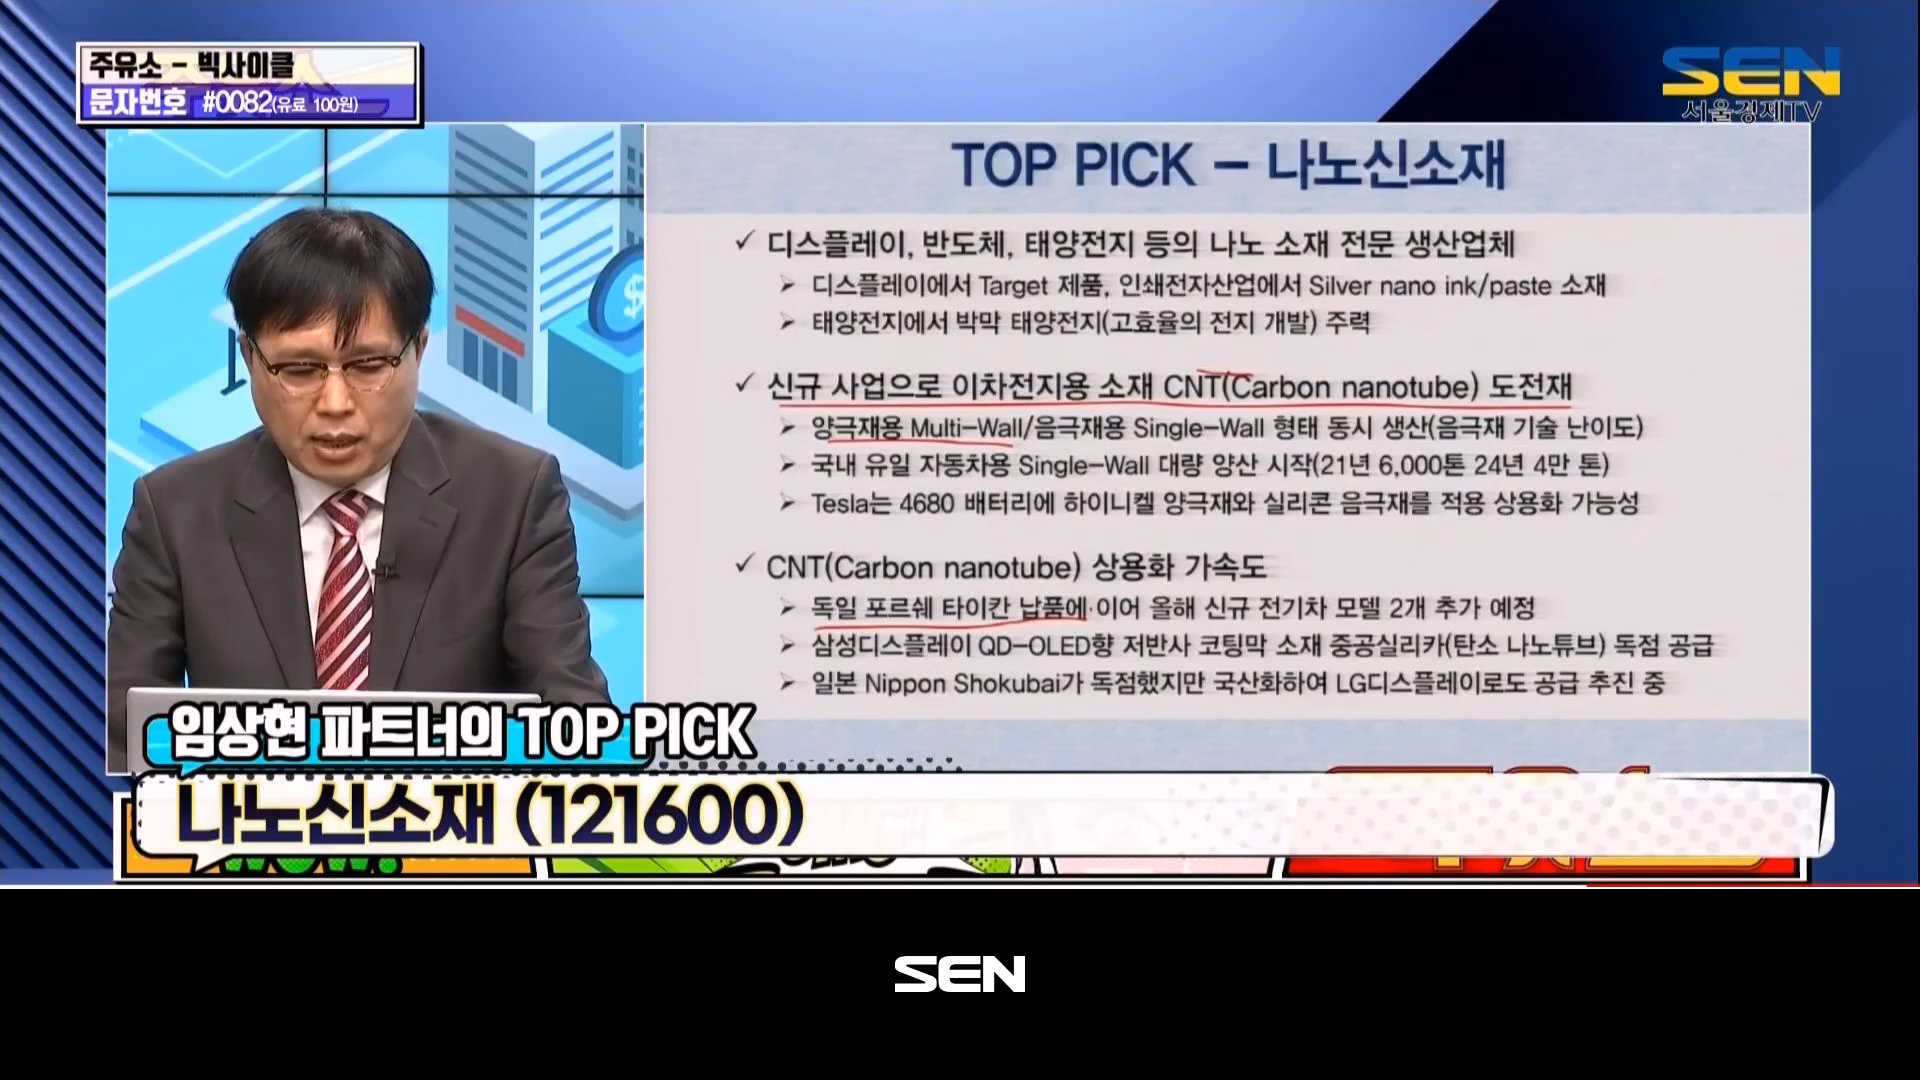 주유소 - 빅사이클
문자번호 #0082(유료 100원)
SEN
서울경제TV
TOP PICK - 나노신소재
✓ 디스플레이, 반도체, 태양전지 등의 나노 소재 전문 생산업체
➢ 디스플레이에서 Target 제품, 인쇄전자산업에서 Silver nano ink/paste 소재
➢ 태양전지에서 박막 태양전지(고효율의 전지 개발) 주력
✓ 신규 사업으로 이차전지용 소재 CNT(Carbon nanotube) 도전재
➢ 양극재용 Multi-Wall/음극재용 Single-Wall 형태 동시 생산(음극재 기술 난이도)
➢ 국내 유일 자동차용 Single-Wall 대량 양산 시작(21년 6,000톤 24년 4만 톤)
➢ Tesla는 4680 배터리에 하이니켈 양극재와 실리콘 음극재를 적용 상용화 가능성
✓ CNT(Carbon nanotube) 상용화 가속도
➢ 독일 포르쉐 타이칸 납품에 이어 올해 신규 전기차 모델 2개 추가 예정
➢ 삼성디스플레이 QD-OLED향 저반사 코팅막 소재 중공실리카(탄소 나노튜브) 독점 공급
➢ 일본 Nippon Shokubai가 독점했지만 국산화하여 LG디스플레이로도 공급 추진 중
임상현 파트너의 TOP PICK
나노신소재 (121600)
SEN